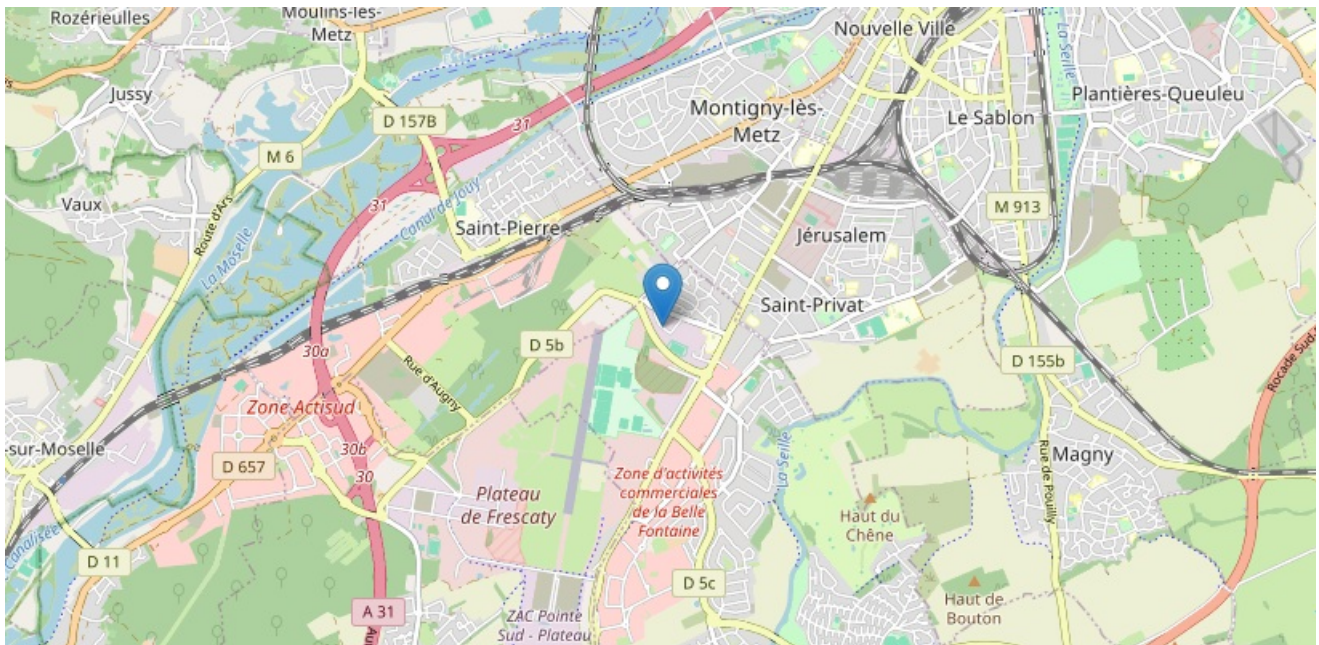 Rozérieulles
Moulins-lès-
Metz
Nouvelle Ville
La Seille
Jussy
D 157B
31
Montigny-lès-
Metz
Le Sablon
Plantières-Queuleu
M 6
Vaux
Route d'Ars
La Moselle
31
Canal de Jouy
Saint-Pierre
M 913
Jérusalem
Saint-Privat
30a
D 5b
Rue d'Augny
D 155b
Rocade Sud
Zone Actisud
-sur-Moselle
30b
D 657
30
La Seille
Magny
Rue de Pouilly
Plateau
de Frescaty
Zone d'activités
commerciales
de la Belle
Fontaine
Haut du
Chêne
Canalisée
D 11
D 5c
A 31
Haut de
Bouton
ZAC Pointe
Sud - Plateau